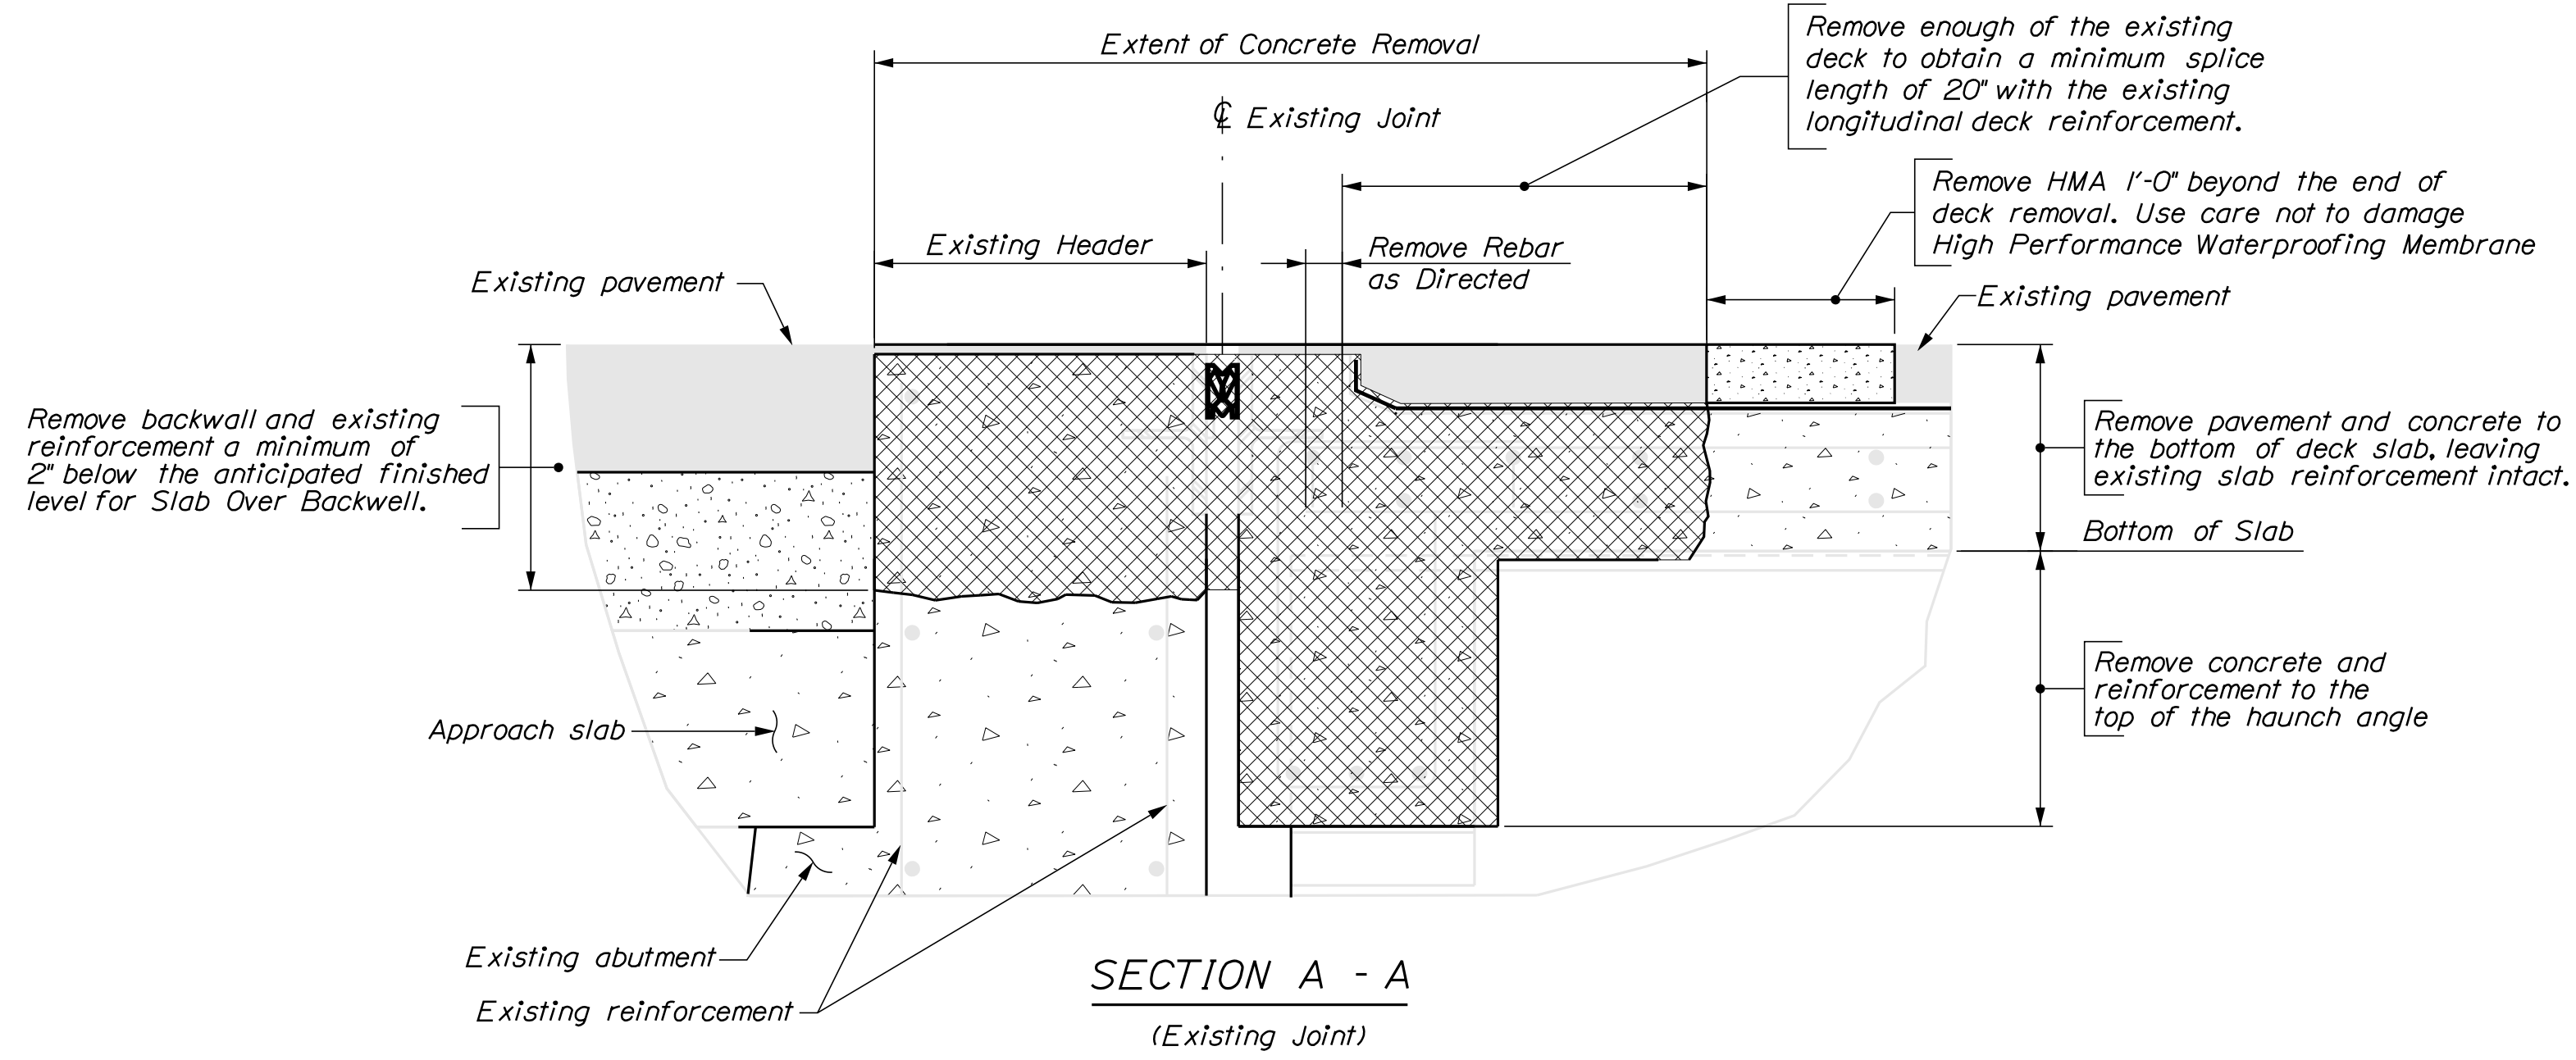 Extent of Concrete Removal
Remove enough of the existing
deck to obtain a minimum splice
length of 20" with the existing
longitudinal deck reinforcement.
℄ Existing Joint
Remove HMA 1'-0" beyond the end of
deck removal. Use care not to damage
High Performance Waterproofing Membrane
Existing Header
Remove Rebar
as Directed
Existing pavement
Existing pavement
Remove backwall and existing
reinforcement a minimum of
2" below the anticipated finished
level for Slab Over Backwell.
Remove pavement and concrete to
the bottom of deck slab, leaving
existing slab reinforcement intact.
Bottom of Slab
Remove concrete and
reinforcement to the
top of the haunch angle
Approach slab
Existing abutment
Existing reinforcement
SECTION A - A
(Existing Joint)